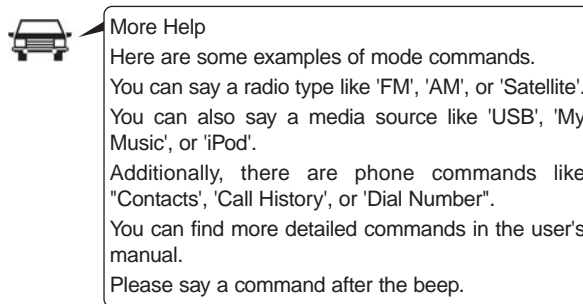 More Help
Here are some examples of mode commands.
You can say a radio type like 'FM', 'AM', or 'Satellite'.
You can also say a media source like 'USB', 'My
Music', or 'iPod'.
Additionally, there are phone commands like
"Contacts', 'Call History', or 'Dial Number".
You can find more detailed commands in the user's
manual.
Please say a command after the beep.